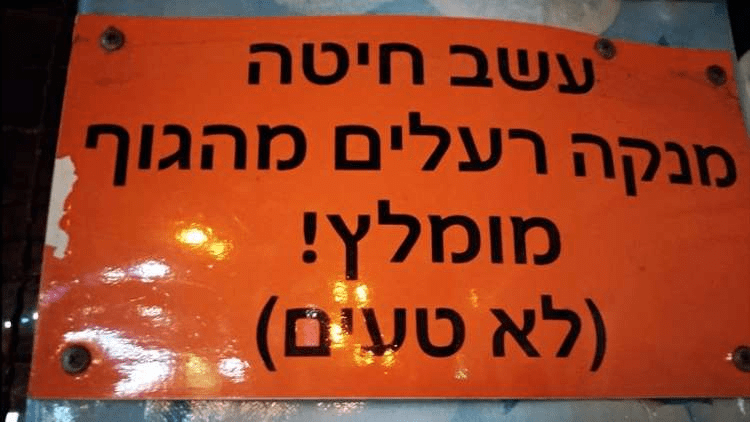 עשב חיטה
מנקה רעלים מהגוף
מומלץ!
(לא טעים)